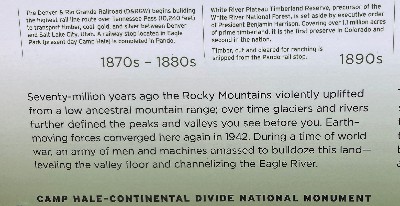 The Denver & Rio Grande Railroad (D&RGW) begins building
the highest rail line route over Tennessee Pass (10,240 feet)
to transport timber, coal, gold, and silver between Denver
and Salt Lake City, Utah. A railway stop located in Eagle
Park (present day Camp Hale) is completed in Pando.
1870s – 1880s
White River Plateau Timberland Reserve, precursor of the
White River National Forest, is set aside by executive order
of President Benjamin Harrison. Covering over 1.1 million acres
of prime timberland, it is the first preserve in Colorado and
second in the nation.
Timber, cut and cleared for ranching is
shipped from the Pando rail stop.
1890s
Seventy-million years ago the Rocky Mountains violently uplifted
from a low ancestral mountain range; over time glaciers and rivers
further defined the peaks and valleys you see before you. Earth-
moving forces converged here again in 1942. During a time of world
war, an army of men and machines amassed to bulldoze this land—
leveling the valley floor and channelizing the Eagle River.
CAMP HALE–CONTINENTAL DIVIDE NATIONAL MONUMENT